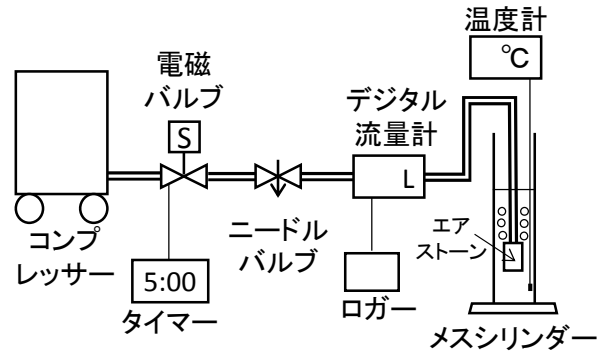 温度計
℃
電磁
バルブ
デジタル
流量計
S
L
エア
ストーン
コンプ
レッサー
ニードル
バルブ
5:00
タイマー
ロガー
メスシリンダー